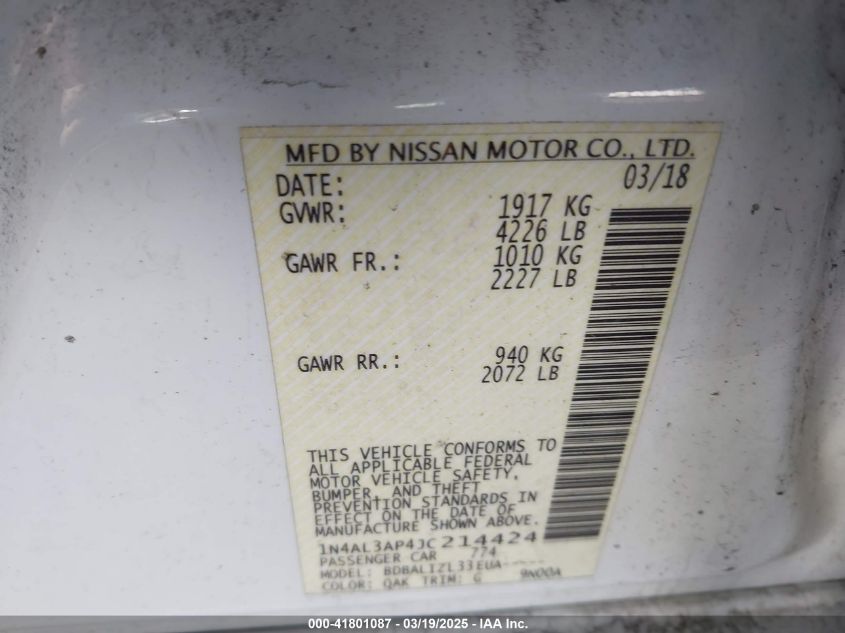 MFD BY NISSAN MOTOR CO., LTD.
DATE: 03/18
GVWR: 1917 KG
4226 LB
GAWR FR.: 1010 KG
2227 LB
GAWR RR.: 940 KG
2072 LB
THIS VEHICLE CONFORMS TO
ALL APPLICABLE FEDERAL
MOTOR VEHICLE SAFETY,
BUMPER, AND THEFT
PREVENTION STANDARDS IN
EFFECT ON THE DATE OF
MANUFACTURE SHOWN ABOVE.
1N4AL3AP4JC214424
PASSENGER CAR 774
MODEL: BDBALIZL33EUA-----
COLOR: QAK TRIM: G 9N00A
000-41801087 - 03/19/2025 - IAA Inc.